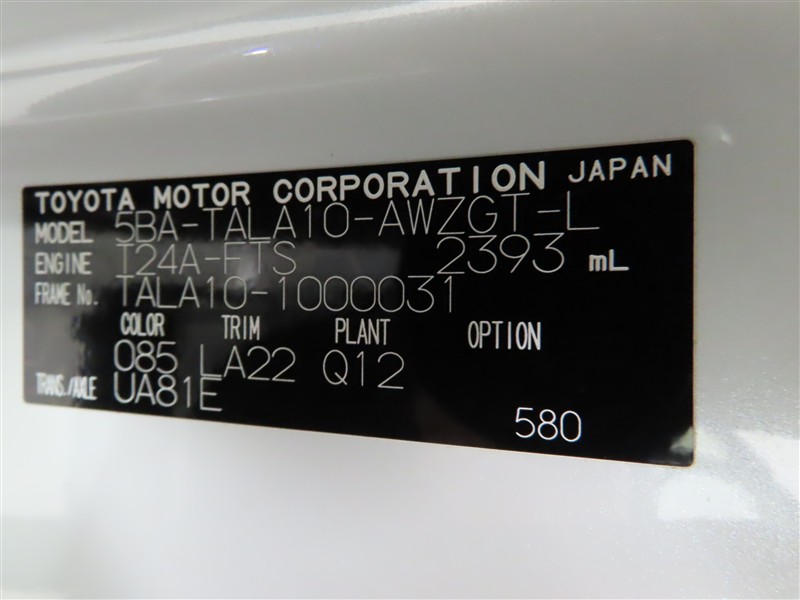 TOYOTA MOTOR CORPORATION JAPAN
MODEL 5BA-TALA10-AWZGT-L
ENGINE T24A-FTS 2393 mL
FRAME No. TALA10-1000031
COLOR TRIM PLANT OPTION
085 LA22 Q12
TRANS./AXLE UA81E
580